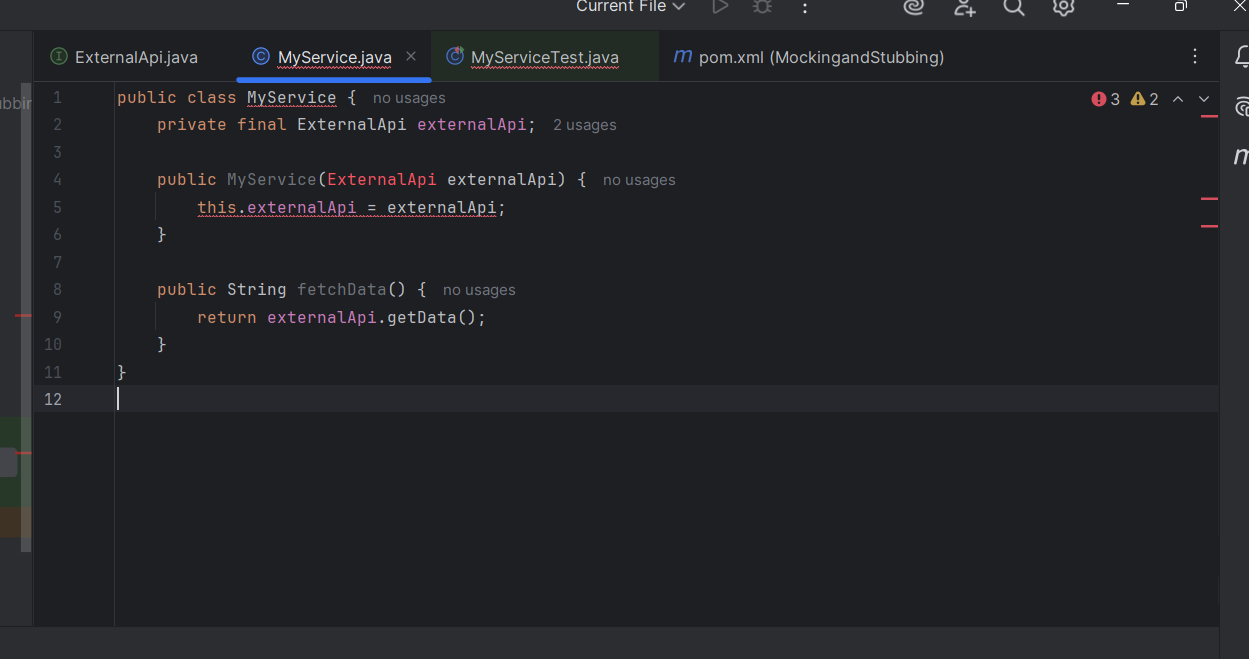 Current File
ExternalApi.java
MyService.java
MyServiceTest.java
pom.xml (MockingandStubbing)
1 public class MyService { no usages
3 2
2 private final ExternalApi externalApi; 2 usages
3
4 public MyService(ExternalApi externalApi) { no usages
5 this.externalApi = externalApi;
6 }
7
8 public String fetchData() { no usages
9 return externalApi.getData();
10 }
11 }
12